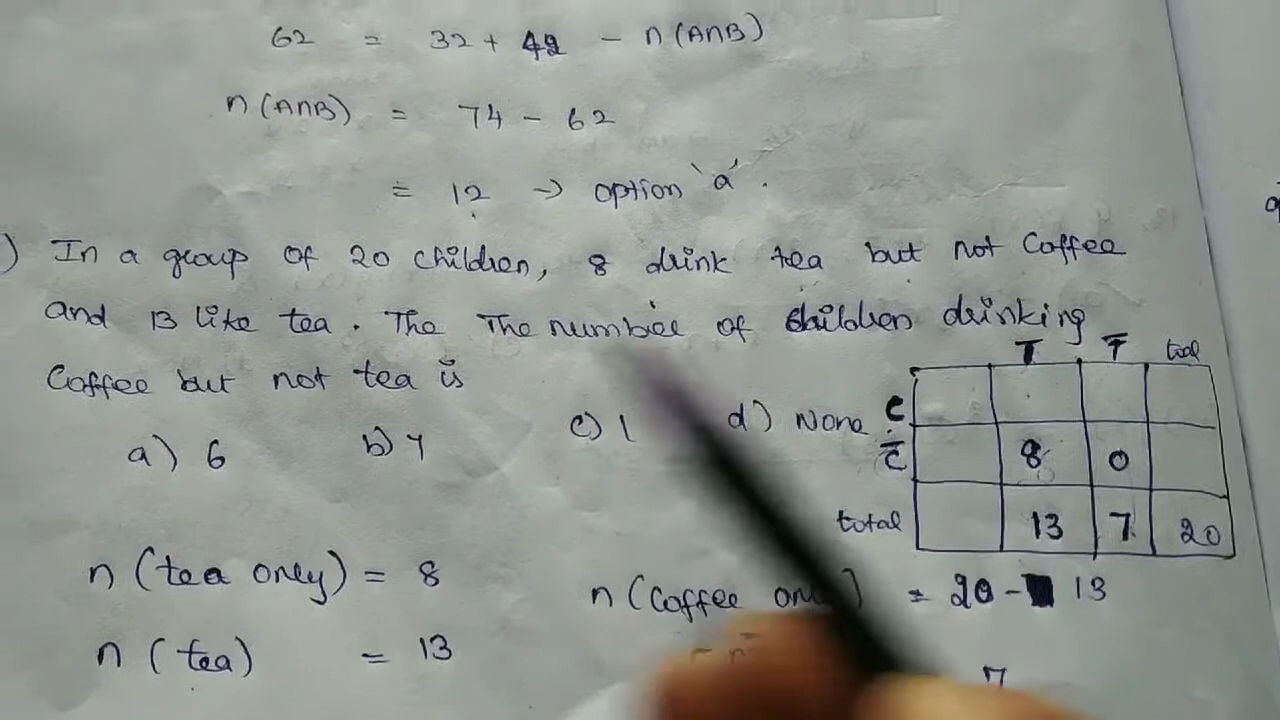 62 = 32 + 42 - n(A∩B)
n(A∩B) = 74 - 62
= 12 → option 'a'.
) In a group of 20 children, 8 drink tea but not Coffee
and 13 like tea. The The number of children drinking
Coffee but not tea is
a) 6 b) 7 c) 1 d) None
T T̄ total
C
C̄ 8 0
total 13 7 20
n(tea only) = 8
n(Coffee only) = 20 - 13
n(tea) = 13
7